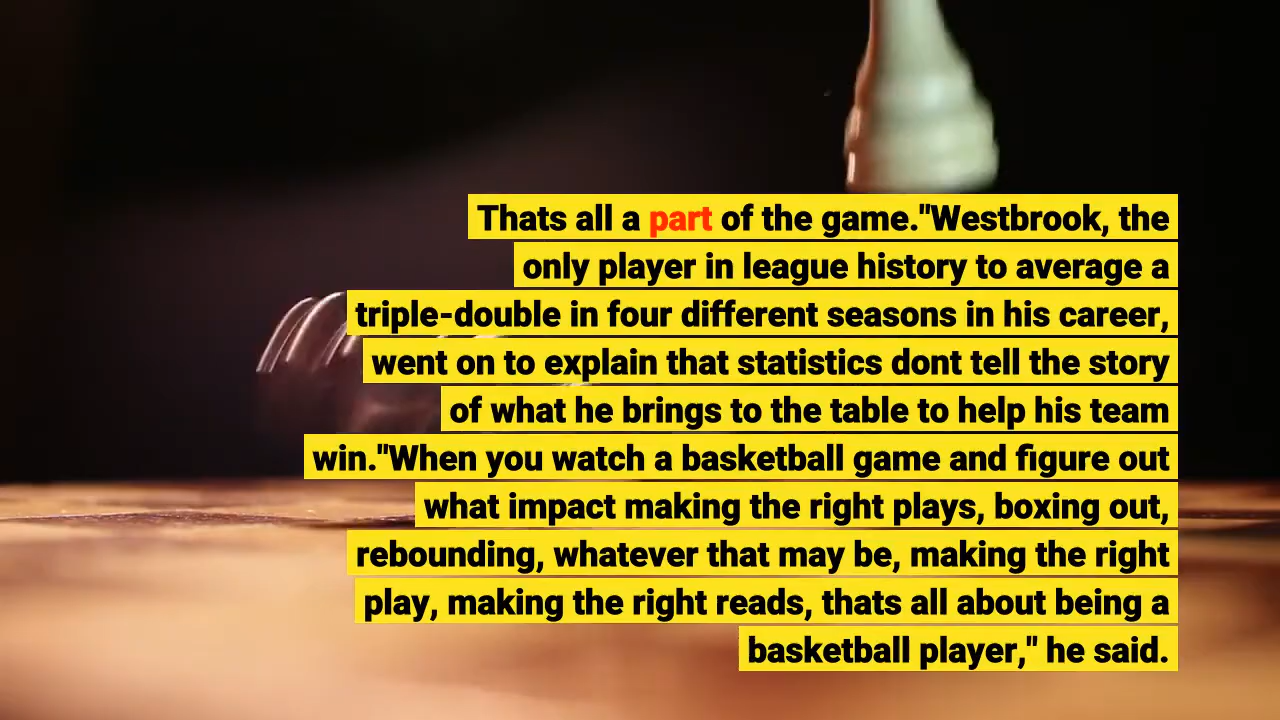 Thats all a part of the game."Westbrook, the
only player in league history to average a
triple-double in four different seasons in his career,
went on to explain that statistics dont tell the story
of what he brings to the table to help his team
win."When you watch a basketball game and figure out
what impact making the right plays, boxing out,
rebounding, whatever that may be, making the right
play, making the right reads, thats all about being a
basketball player," he said.